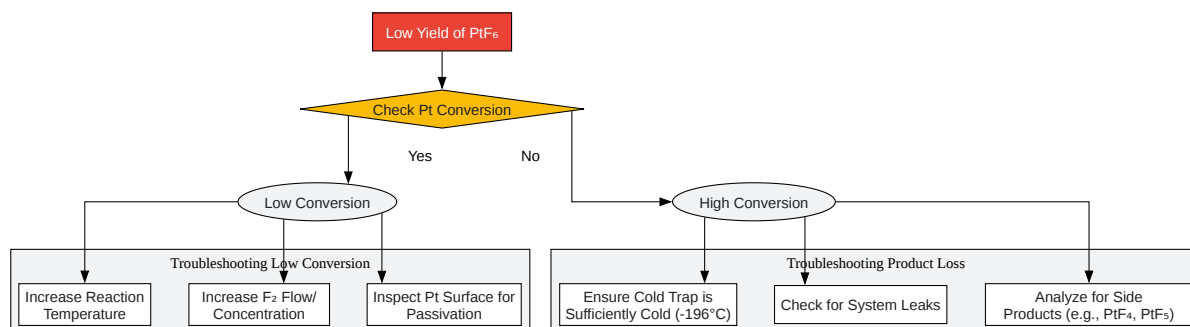 Low Yield of PtF₆
Check Pt Conversion
Yes
No
Low Conversion
High Conversion
Troubleshooting Low Conversion
Troubleshooting Product Loss
Increase Reaction
Temperature
Increase F₂ Flow/
Concentration
Inspect Pt Surface for
Passivation
Ensure Cold Trap is
Sufficiently Cold (-196°C)
Check for System Leaks
Analyze for Side
Products (e.g., PtF₄, PtF₅)